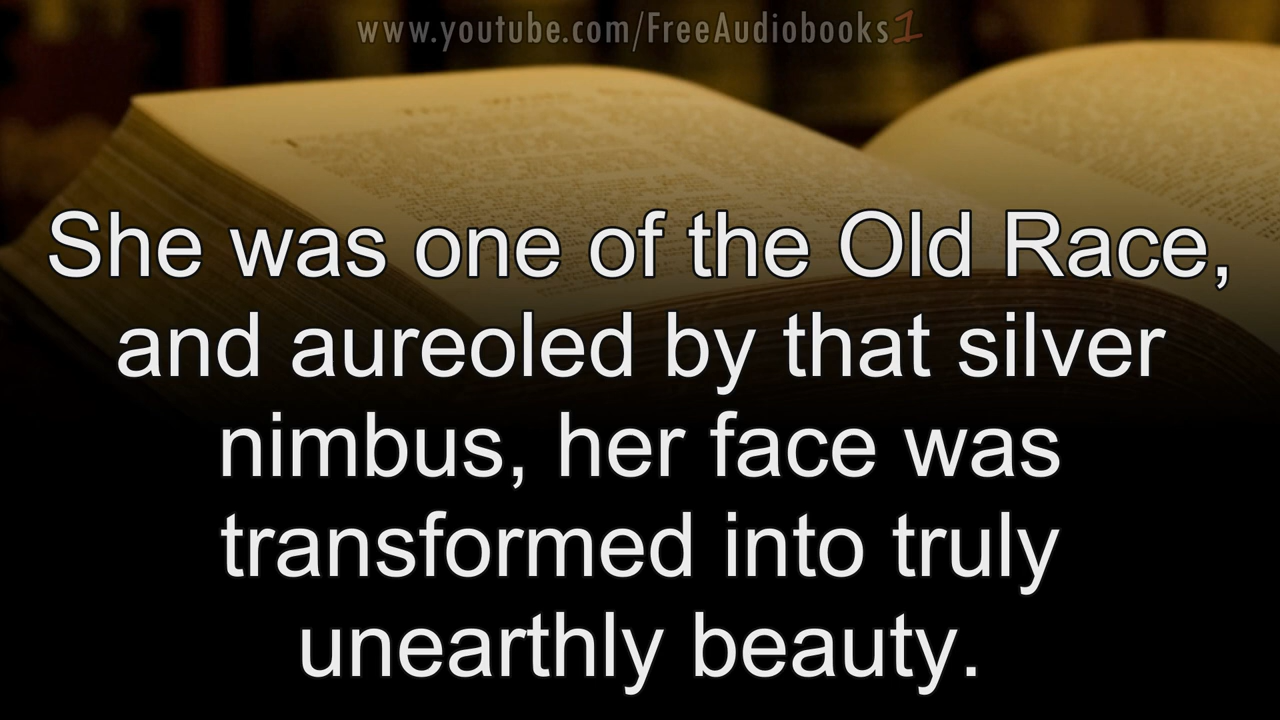 www.youtube.com/FreeAudiobooks1
She was one of the Old Race,
and aureoled by that silver
nimbus, her face was
transformed into truly
unearthly beauty.